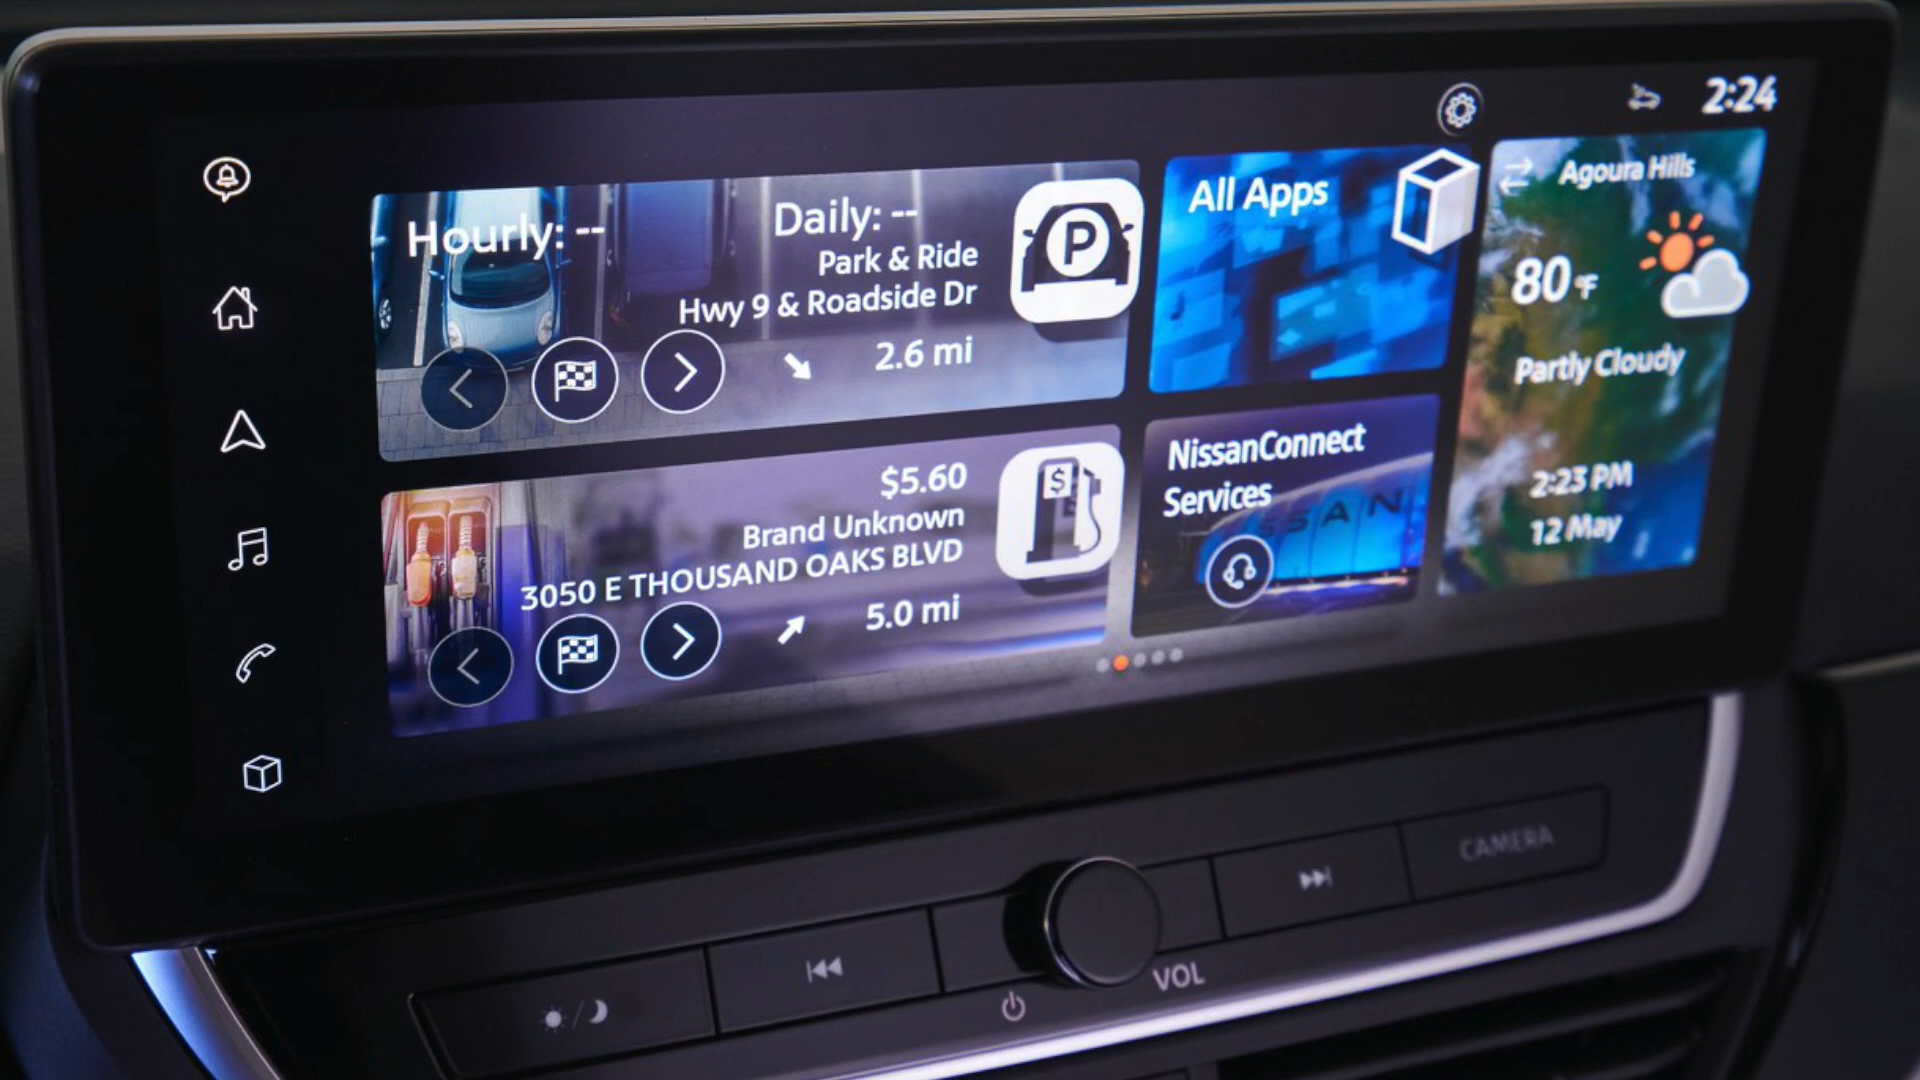 2:24
Hourly: --
Daily: --
Park & Ride
Hwy 9 & Roadside Dr
2.6 mi
P
All Apps
Agoura Hills
80 °F
Partly Cloudy
2:23 PM
12 May
$5.60
Brand Unknown
3050 E THOUSAND OAKS BLVD
5.0 mi
$
NissanConnect
Services
SSAN
CAMERA
VOL